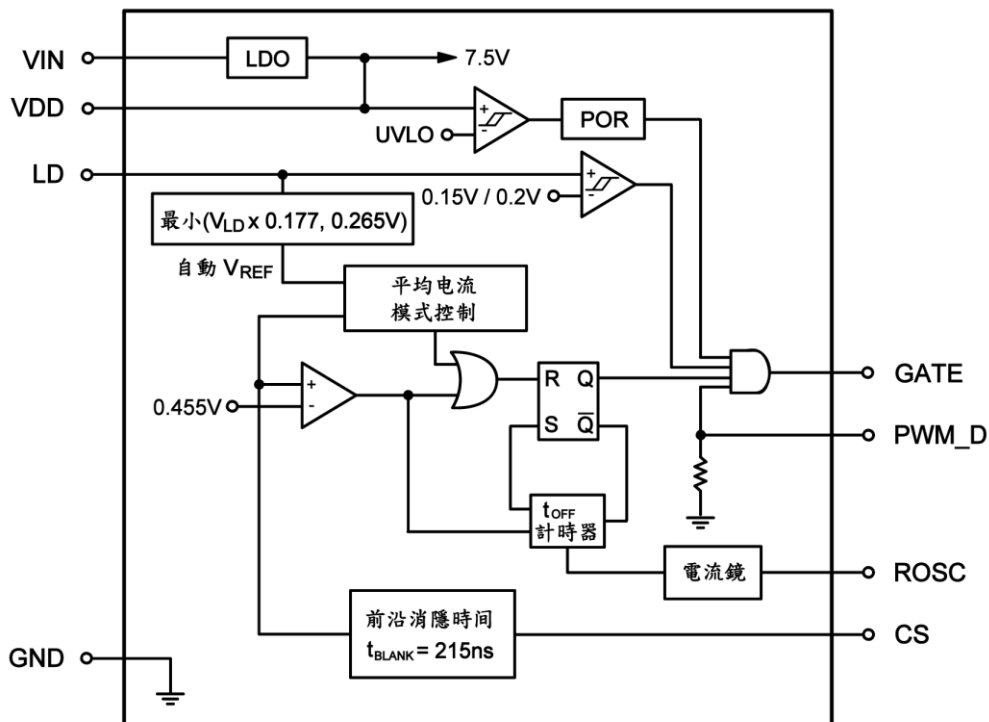 VIN
LDO
7.5V
VDD
UVLO
+
-
POR
LD
0.15V / 0.2V
+
-
最小(VLD x 0.177, 0.265V)
自動 VREF
平均电流
模式控制
0.455V
+
-
R Q
S Q̅
GATE
PWM_D
tOFF
計時器
電流鏡
ROSC
前沿消隱時间
tBLANK = 215ns
CS
GND